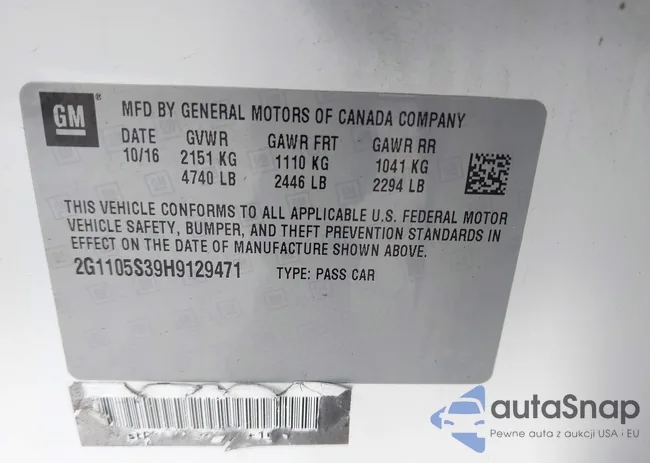 GM ®
MFD BY GENERAL MOTORS OF CANADA COMPANY
DATE GVWR GAWR FRT GAWR RR
10/16 2151 KG 1110 KG 1041 KG
4740 LB 2446 LB 2294 LB
THIS VEHICLE CONFORMS TO ALL APPLICABLE U.S. FEDERAL MOTOR
VEHICLE SAFETY, BUMPER, AND THEFT PREVENTION STANDARDS IN
EFFECT ON THE DATE OF MANUFACTURE SHOWN ABOVE.
2G1105S39H9129471 TYPE: PASS CAR
autaSnap
Pewne auta z aukcji USA i EU